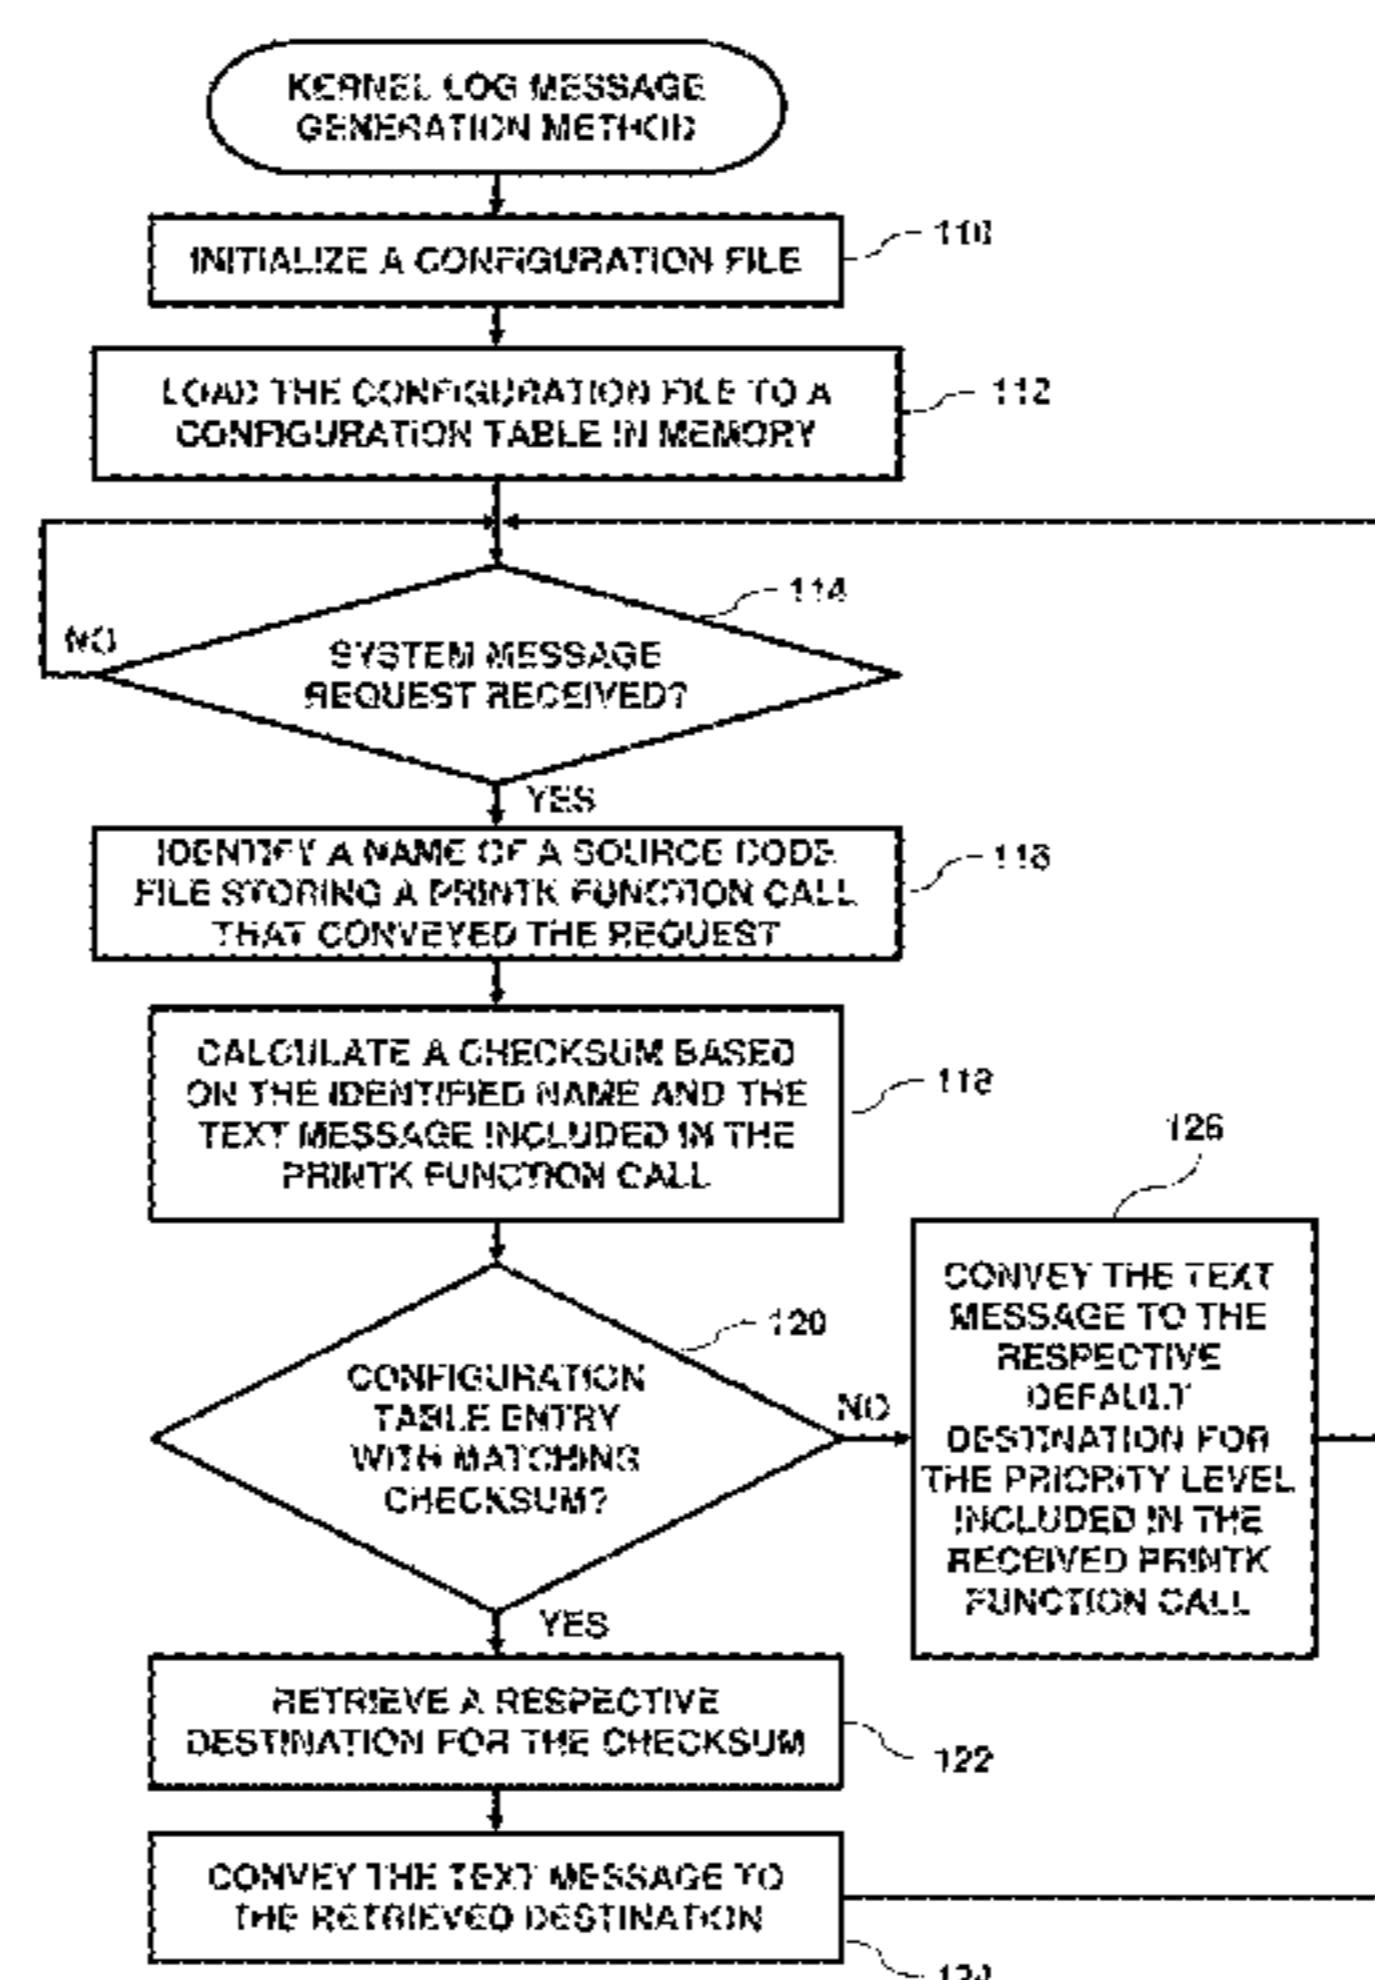 KERNEL LOG MESSAGE
GENERATION METHOD
INITIALIZE A CONFIGURATION FILE
110
LOAD THE CONFIGURATION FILE TO A
CONFIGURATION TABLE IN MEMORY
112
114
NO
SYSTEM MESSAGE
REQUEST RECEIVED?
YES
IDENTIFY A NAME OF A SOURCE CODE
FILE STORING A PRINTK FUNCTION CALL
THAT CONVEYED THE REQUEST
116
CALCULATE A CHECKSUM BASED
ON THE IDENTIFIED NAME AND THE
TEXT MESSAGE INCLUDED IN THE
PRINTK FUNCTION CALL
118
126
CONVEY THE TEXT
MESSAGE TO THE
RESPECTIVE
DEFAULT
DESTINATION FOR
THE PRIORITY LEVEL
INCLUDED IN THE
RECEIVED PRINTK
FUNCTION CALL
120
CONFIGURATION
TABLE ENTRY
WITH MATCHING
CHECKSUM?
NO
YES
RETRIEVE A RESPECTIVE
DESTINATION FOR THE CHECKSUM
122
CONVEY THE TEXT MESSAGE TO
THE RETRIEVED DESTINATION